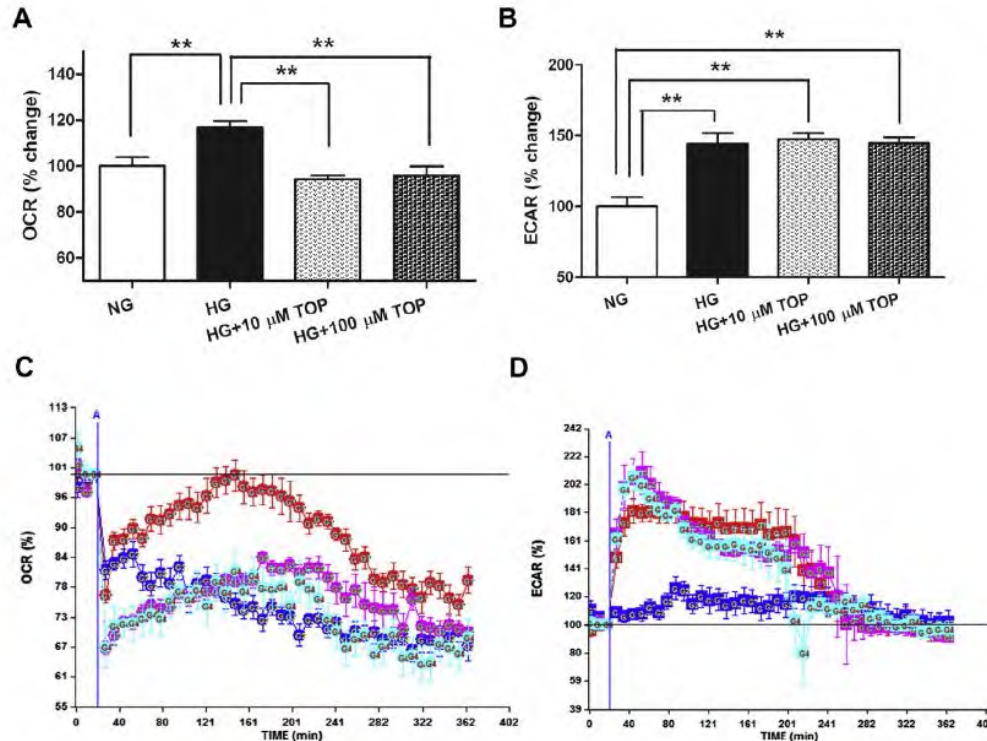 A
**
**
**
140
120
100
80
60
OCR (% change)
NG
HG
HG+10 μM TOP
HG+100 μM TOP
B
**
**
**
200
150
100
50
ECAR (% change)
NG
HG
HG+10 μM TOP
HG+100 μM TOP
C
A
113
107
101
96
90
84
78
73
67
61
55
OCR (%)
0 40 80 121 161 201 241 282 322 362 402
TIME (min)
D
A
242
222
202
181
161
141
120
100
80
59
39
ECAR (%)
0 40 80 121 161 201 241 282 322 362 40
TIME (min)